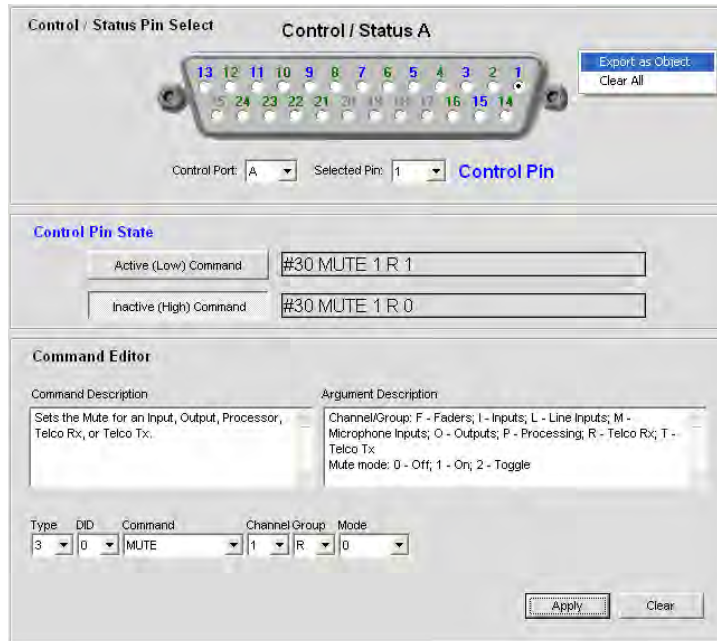 Control / Status Pin Select
Control / Status A
Export as Object
Clear All
13 12 11 10 9 8 7 6 5 4 3 2 1
25 24 23 22 21 20 19 18 17 16 15 14
Control Port: A
Selected Pin: 1
Control Pin
Control Pin State
Active (Low) Command
#30 MUTE 1 R 1
Inactive (High) Command
#30 MUTE 1 R 0
Command Editor
Command Description
Argument Description
Sets the Mute for an Input, Output, Processor,
Telco Rx, or Telco Tx.
Channel/Group: F - Faders; I - Inputs; L - Line Inputs; M -
Microphone Inputs; O - Outputs; P - Processing; R - Telco Rx; T -
Telco Tx
Mute mode: 0 - Off; 1 - On; 2 - Toggle
Type DID Command Channel Group Mode
3 0 MUTE 1 R 0
Apply
Clear